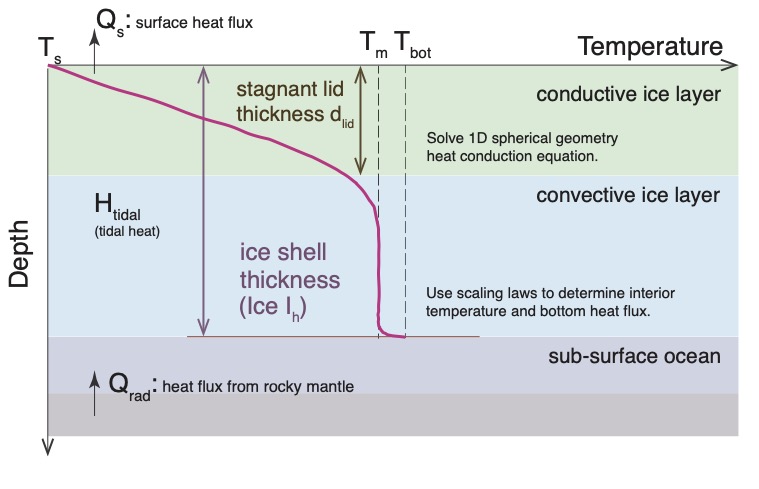 Qs: surface heat flux
Ts
Tm
Tbot
Temperature
stagnant lid
thickness dlid
conductive ice layer
Solve 1D spherical geometry
heat conduction equation.
convective ice layer
Htidal
(tidal heat)
Depth
ice shell
thickness
(Ice Ih)
Use scaling laws to determine interior
temperature and bottom heat flux.
sub-surface ocean
Qrad: heat flux from rocky mantle